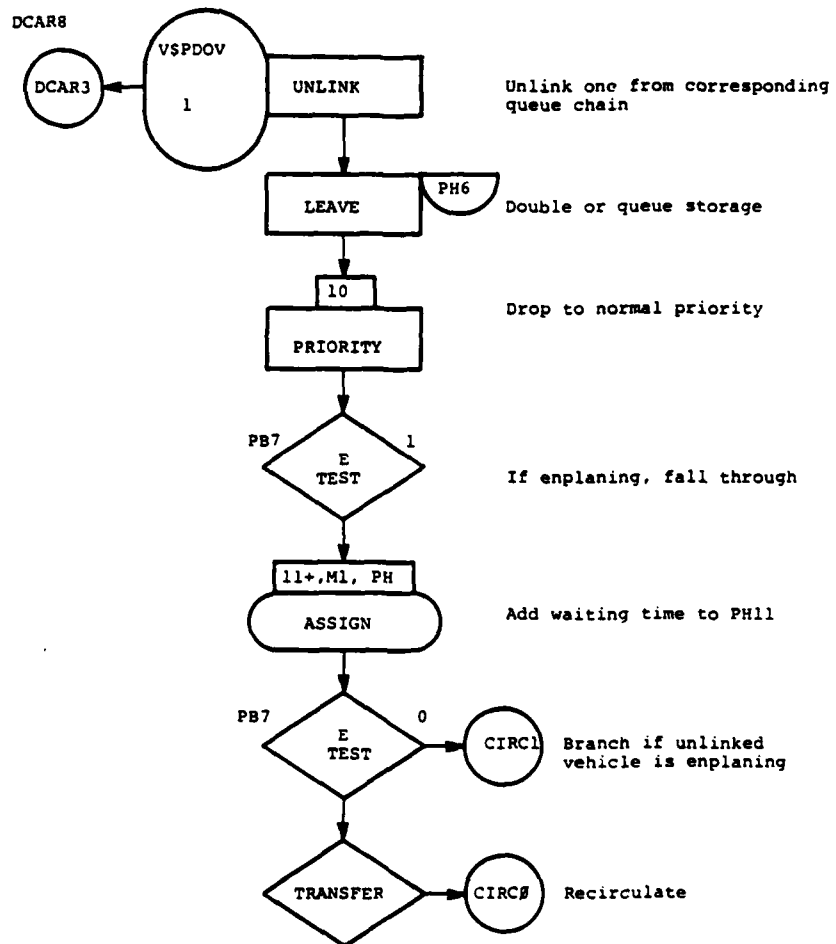 DCAR8
V$PDOV
DCAR3
1
UNLINK
Unlink one from corresponding
queue chain
LEAVE
PH6
Double or queue storage
10
PRIORITY
Drop to normal priority
PB7
1
E
TEST
If enplaning, fall through
11+,M1, PH
ASSIGN
Add waiting time to PH11
PB7
0
E
TEST
CIRC1
Branch if unlinked
vehicle is enplaning
TRANSFER
CIRCØ
Recirculate